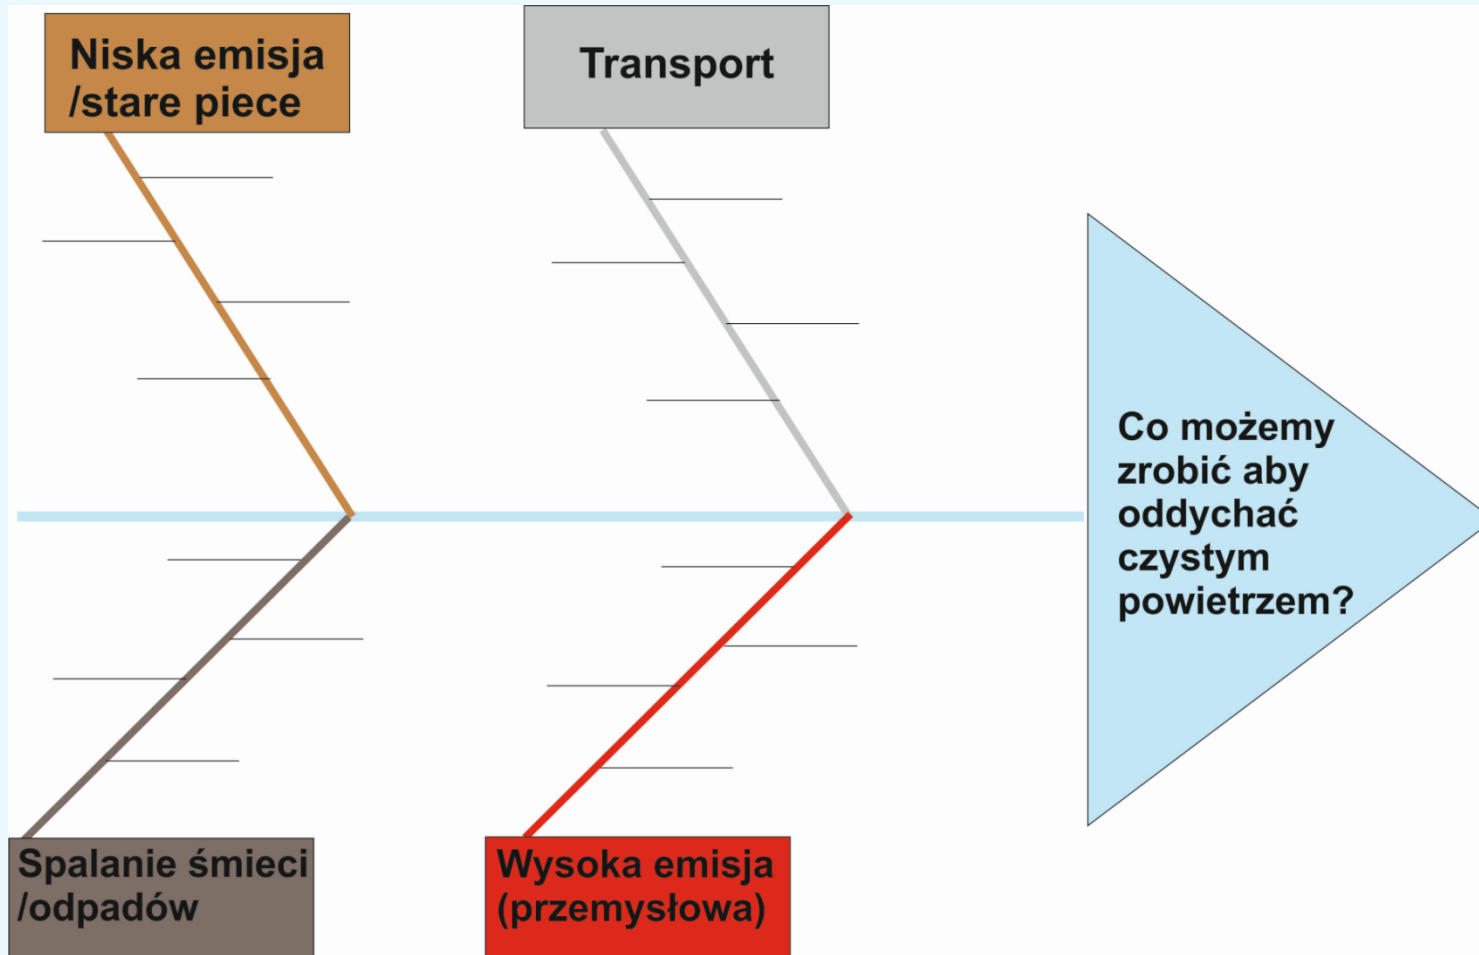 Niska emisja
/stare piece
Transport
Co możemy
zrobić aby
oddychać
czystym
powietrzem?
Spalanie śmieci
/odpadów
Wysoka emisja
(przemysłowa)